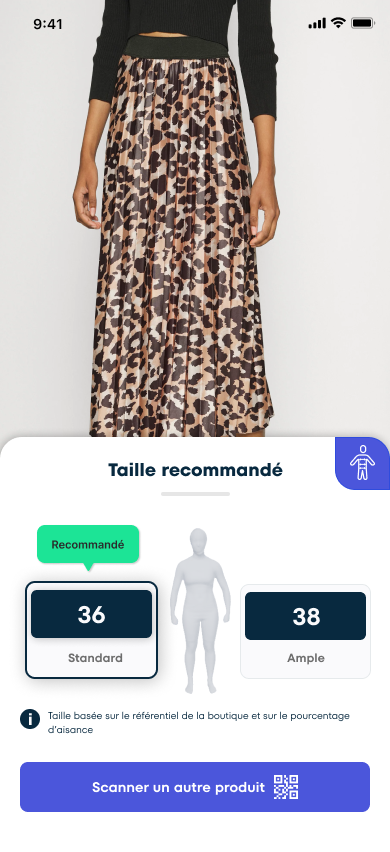 9:41
Taille recommandé
Recommandé
36
Standard
38
Ample
Taille basée sur le référentiel de la boutique et sur le pourcentage
d'aisance
Scanner un autre produit